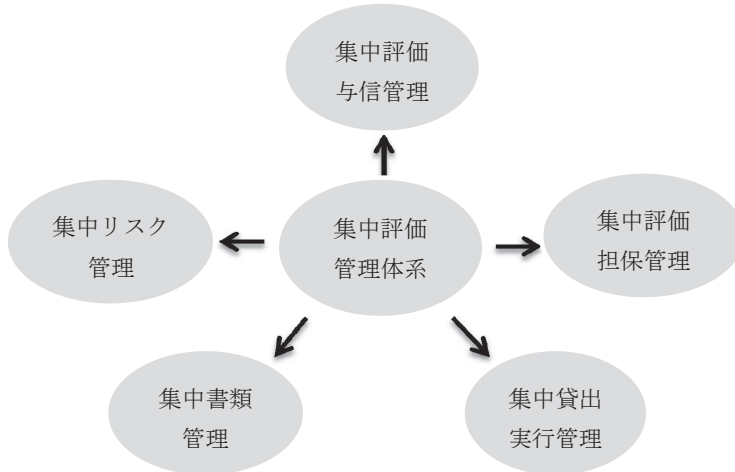 集中評価
与信管理
集中リスク
管理
集中評価
管理体系
集中評価
担保管理
集中書類
管理
集中貸出
実行管理